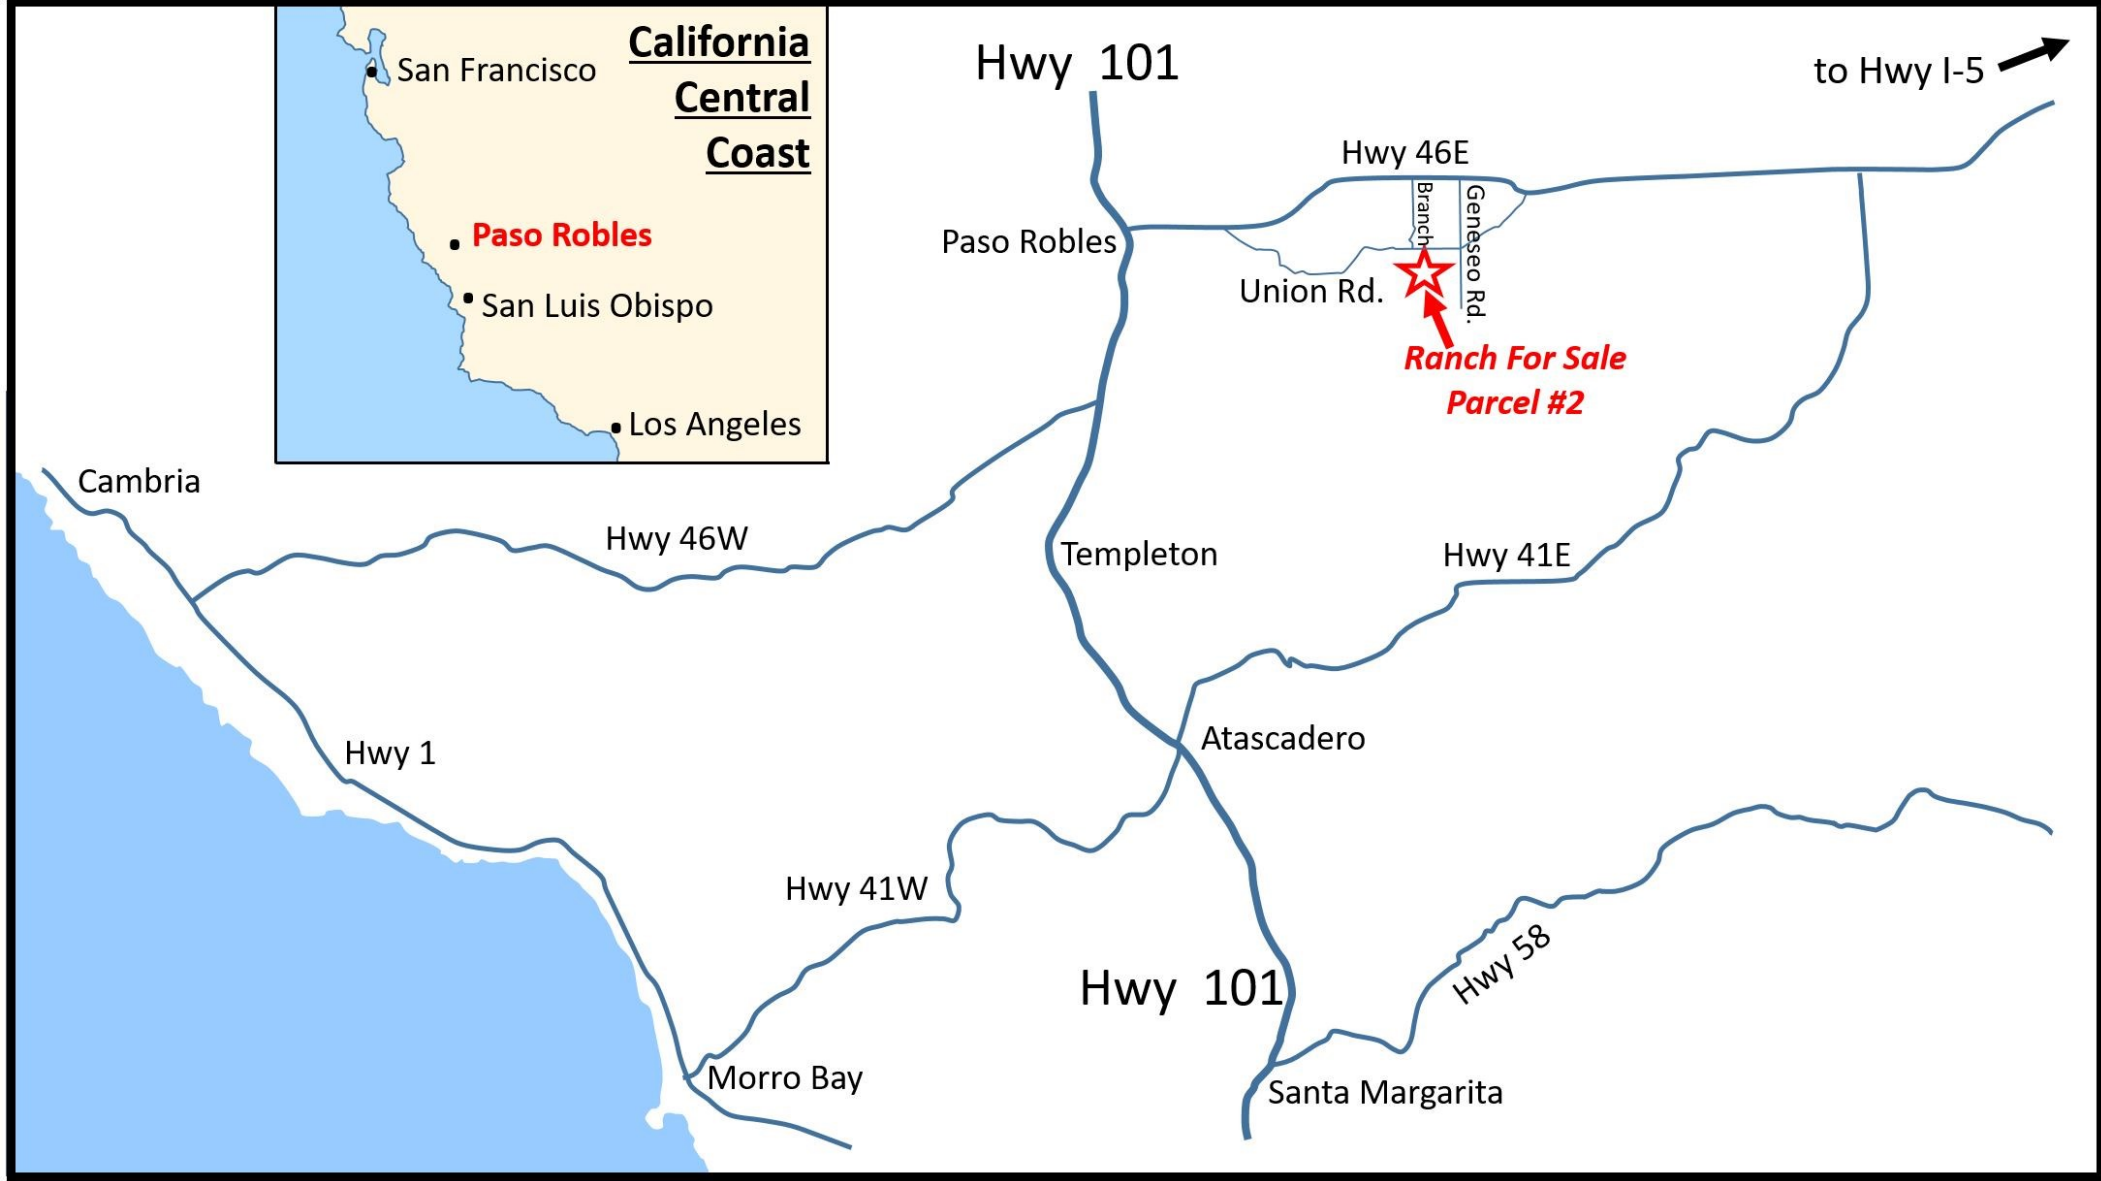 California
Central
Coast
San Francisco
Paso Robles
San Luis Obispo
Los Angeles
Hwy 101
to Hwy I-5
Hwy 46E
Branch
Geneseo Rd.
Paso Robles
Union Rd.
Ranch For Sale
Parcel #2
Cambria
Hwy 46W
Templeton
Hwy 41E
Hwy 1
Atascadero
Hwy 41W
Hwy 101
Hwy 58
Morro Bay
Santa Margarita